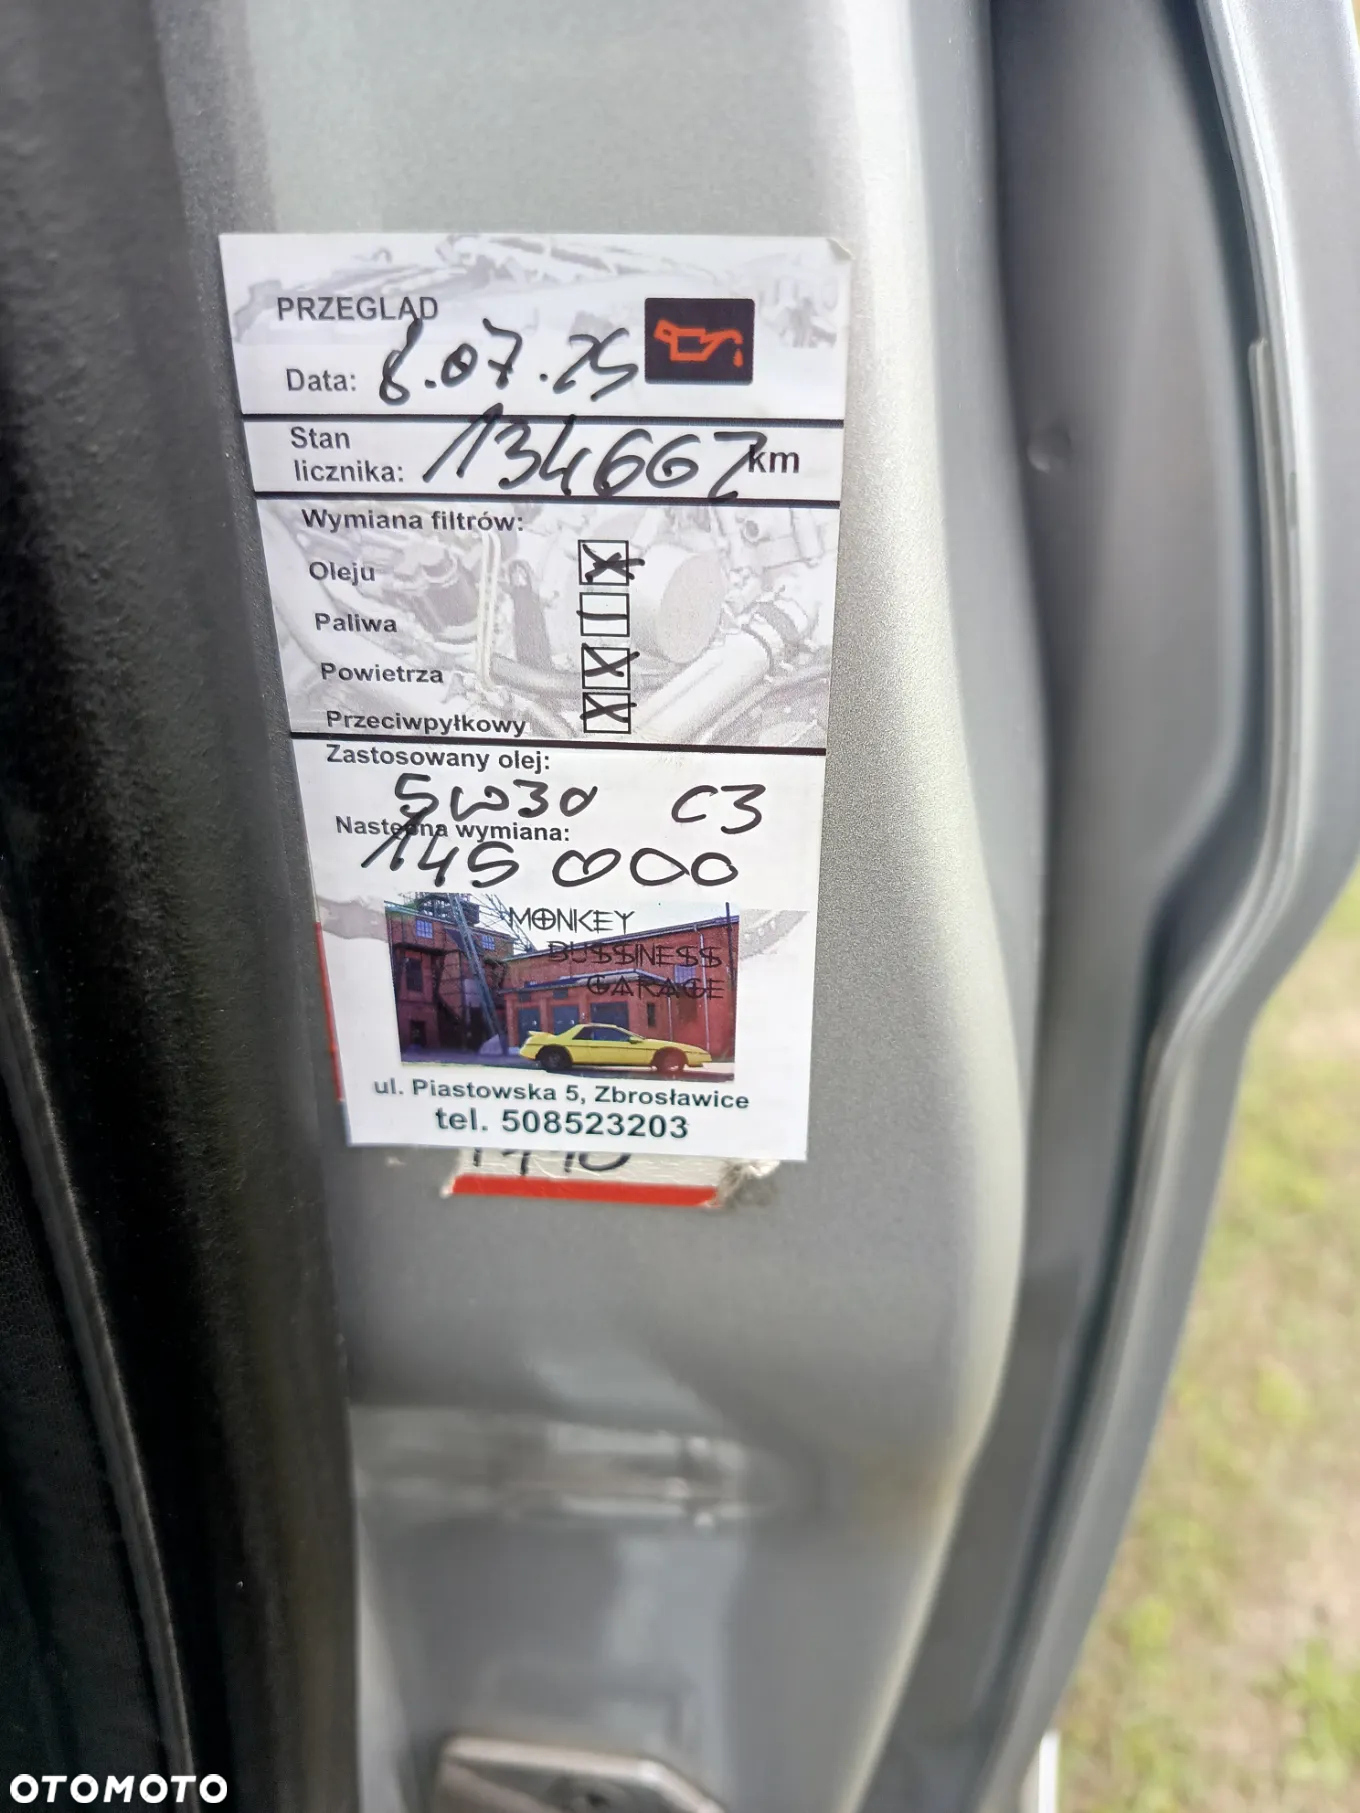 PRZEGLĄD
Data: 8.07.25
Stan
licznika: 134667 km
Wymiana filtrów:
Oleju
Paliwa
Powietrza
Przeciwpyłkowy
Zastosowany olej:
5W30 C3
Następna wymiana:
145 000
MONKEY
BUSSINESS
GARAGE
ul. Piastowska 5, Zbrosławice
tel. 508523203
OTOMOTO